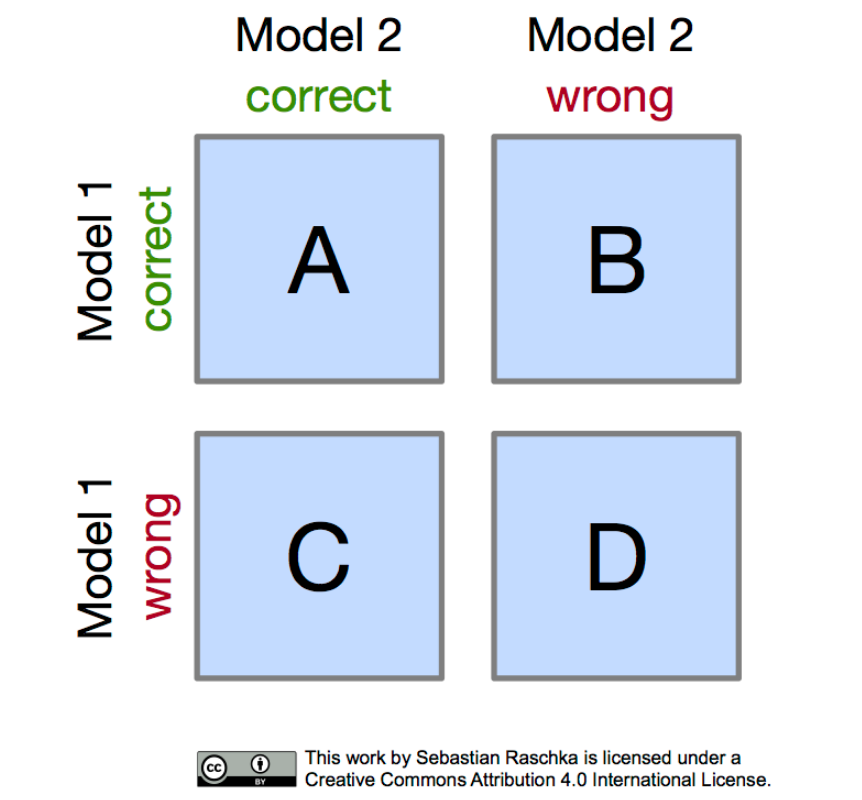 Model 2 Model 2
correct wrong
Model 1
correct
A B
Model 1
wrong
C D
cc BY
This work by Sebastian Raschka is licensed under a
Creative Commons Attribution 4.0 International License.